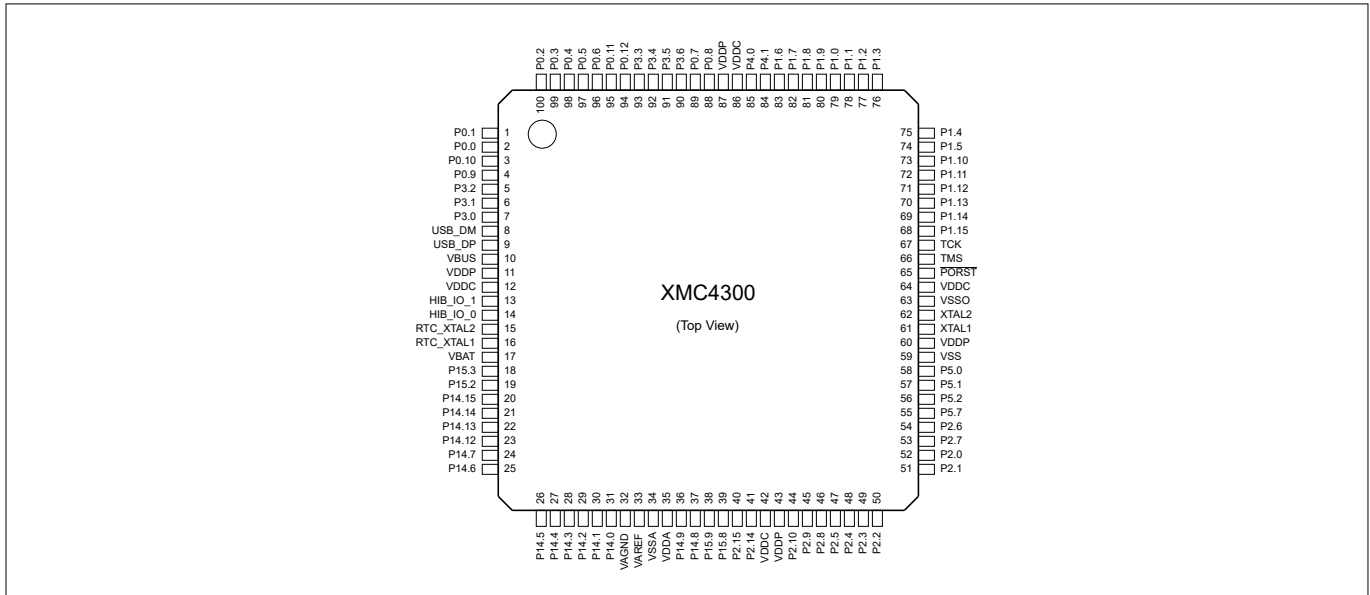 P0.2 P0.3 P0.4 P0.5 P0.6 P0.11 P0.12 P3.3 P3.4 P3.5 P3.6 P0.7 P0.8 VDDP VDDC P4.0 P4.1 P1.6 P1.7 P1.8 P1.9 P1.0 P1.1 P1.2 P1.3
100 99 98 97 96 95 94 93 92 91 90 89 88 87 86 85 84 83 82 81 80 79 78 77 76
P0.1 1 75 P1.4
P0.0 2 74 P1.5
P0.10 3 73 P1.10
P0.9 4 72 P1.11
P3.2 5 71 P1.12
P3.1 6 70 P1.13
P3.0 7 69 P1.14
USB_DM 8 68 P1.15
USB_DP 9 67 TCK
VBUS 10 66 TMS
VDDP 11 65 PORST
VDDC 12 64 VDDC
HIB_IO_1 13 63 VSSO
HIB_IO_0 14 62 XTAL2
RTC_XTAL2 15 61 XTAL1
RTC_XTAL1 16 60 VDDP
VBAT 17 59 VSS
P15.3 18 58 P5.0
P15.2 19 57 P5.1
P14.15 20 56 P5.2
P14.14 21 55 P5.7
P14.13 22 54 P2.6
P14.12 23 53 P2.7
P14.7 24 52 P2.0
P14.6 25 51 P2.1
XMC4300
(Top View)
26 27 28 29 30 31 32 33 34 35 36 37 38 39 40 41 42 43 44 45 46 47 48 49 50
P14.5 P14.4 P14.3 P14.2 P14.1 P14.0 VAGND VAREF VSSA VDDA P14.9 P14.8 P15.9 P15.8 P2.15 P2.14 VDDC VDDP P2.10 P2.9 P2.8 P2.5 P2.4 P2.3 P2.2